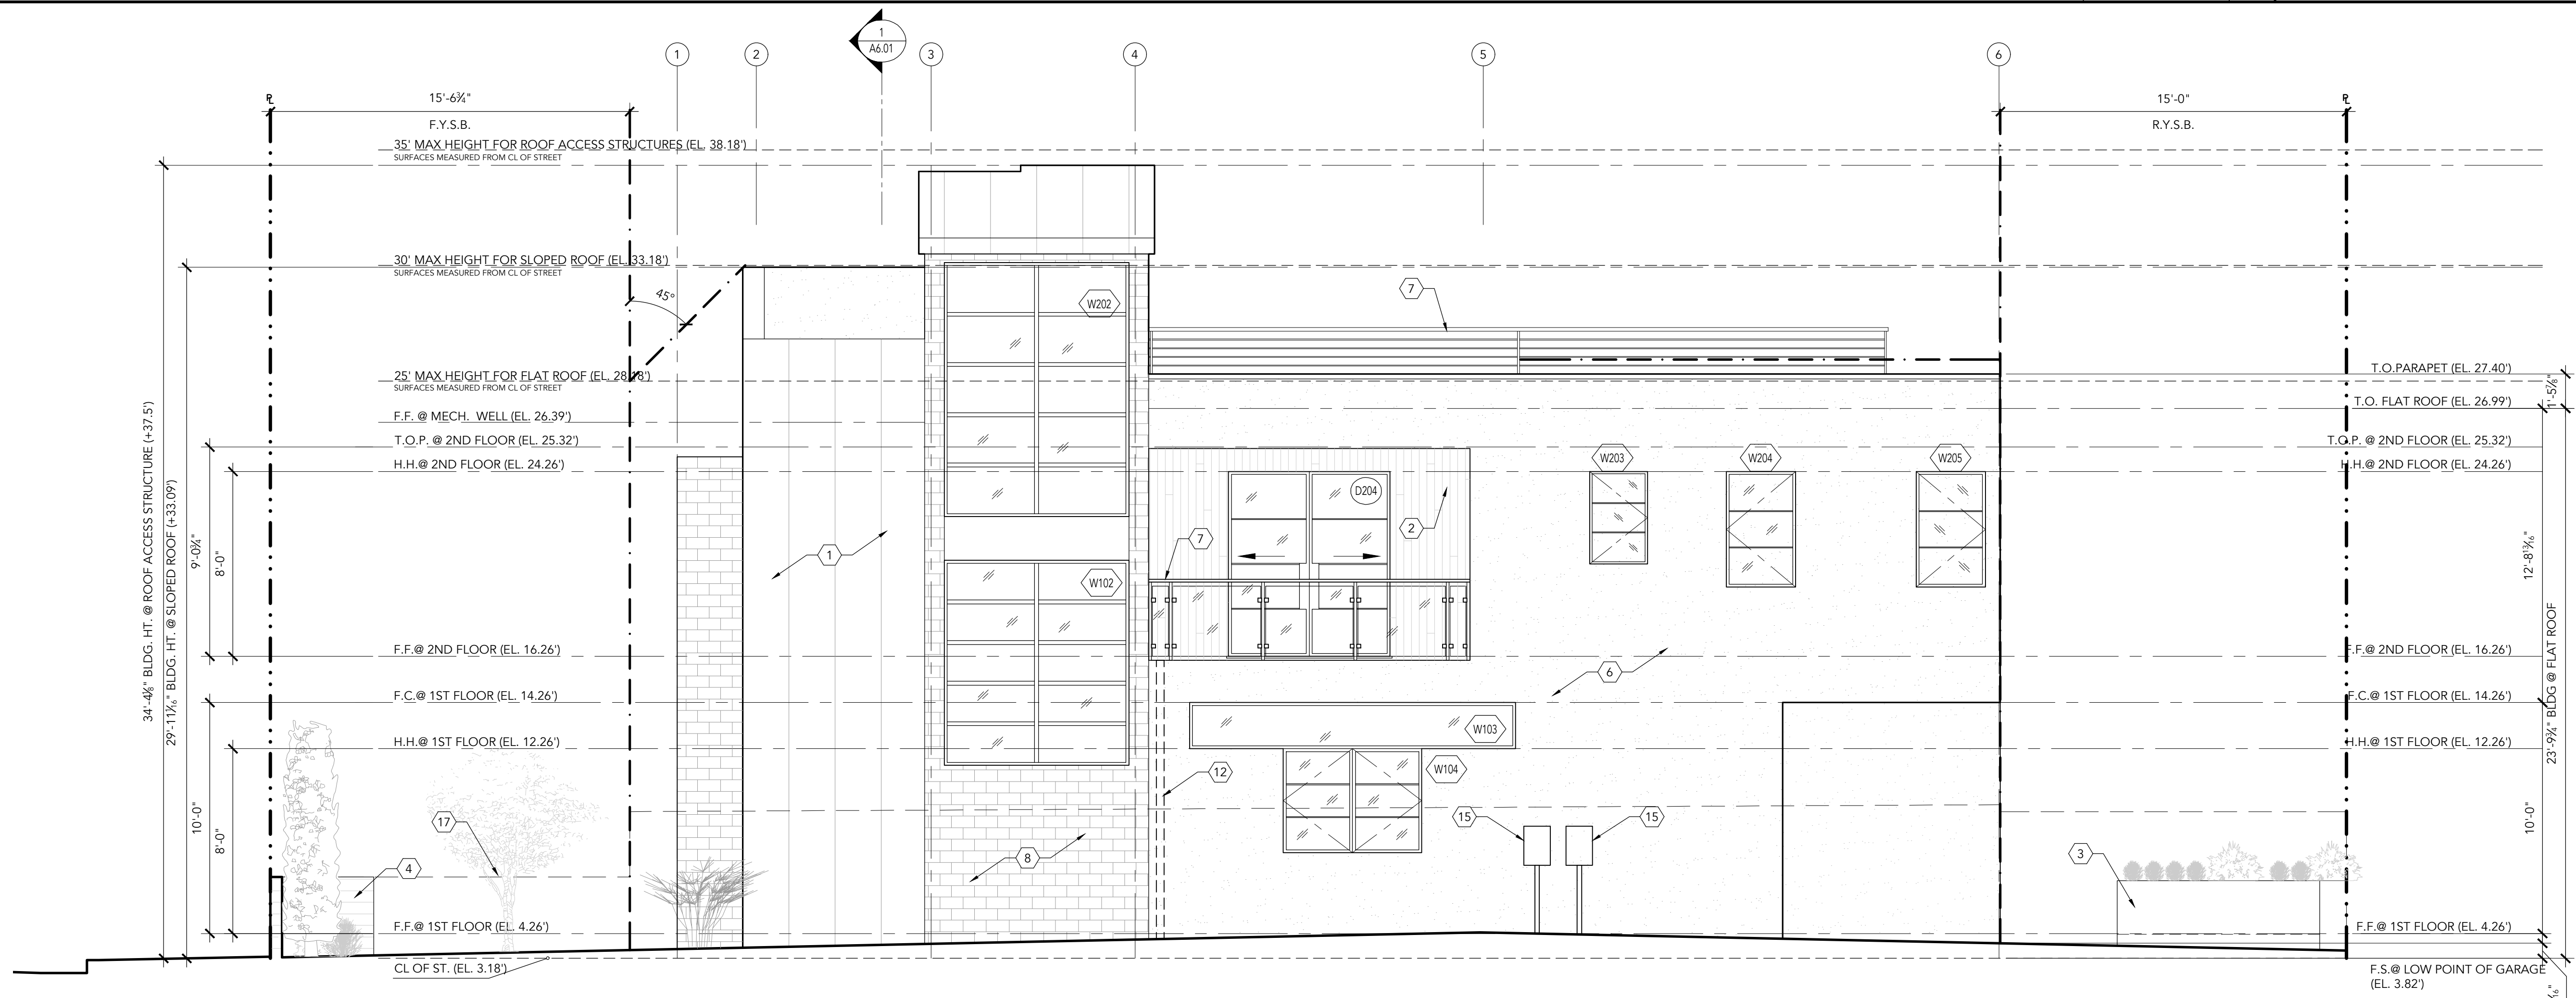 1
A6.01
1
2
3
4
5
6
PL
15'-6¾"
F.Y.S.B.
PL
15'-0"
R.Y.S.B.
35' MAX HEIGHT FOR ROOF ACCESS STRUCTURES (EL. 38.18')
SURFACES MEASURED FROM CL OF STREET
30' MAX HEIGHT FOR SLOPED ROOF (EL. 33.18')
SURFACES MEASURED FROM CL OF STREET
45°
25' MAX HEIGHT FOR FLAT ROOF (EL. 28.18')
SURFACES MEASURED FROM CL OF STREET
F.F. @ MECH. WELL (EL. 26.39')
T.O.P. @ 2ND FLOOR (EL. 25.32')
H.H.@ 2ND FLOOR (EL. 24.26')
F.F.@ 2ND FLOOR (EL. 16.26')
F.C.@ 1ST FLOOR (EL. 14.26')
H.H.@ 1ST FLOOR (EL. 12.26')
F.F.@ 1ST FLOOR (EL. 4.26')
CL OF ST. (EL. 3.18')
34'-4⅛" BLDG. HT. @ ROOF ACCESS STRUCTURE (+37.5')
29'-11 1/16" BLDG. HT. @ SLOPED ROOF (+33.09')
9'-0¾"
8'-0"
10'-0"
8'-0"
W202
W102
7
7
D204
2
W203
W204
W205
1
6
W103
W104
12
15
15
8
17
4
3
T.O.PARAPET (EL. 27.40')
T.O. FLAT ROOF (EL. 26.99')
T.O.P. @ 2ND FLOOR (EL. 25.32')
H.H.@ 2ND FLOOR (EL. 24.26')
F.F.@ 2ND FLOOR (EL. 16.26')
F.C.@ 1ST FLOOR (EL. 14.26')
H.H.@ 1ST FLOOR (EL. 12.26')
F.F.@ 1ST FLOOR (EL. 4.26')
F.S.@ LOW POINT OF GARAGE
(EL. 3.82')
1'-5⅞"
12'-8 13/16"
23'-9¾" BLDG @ FLAT ROOF
10'-0"